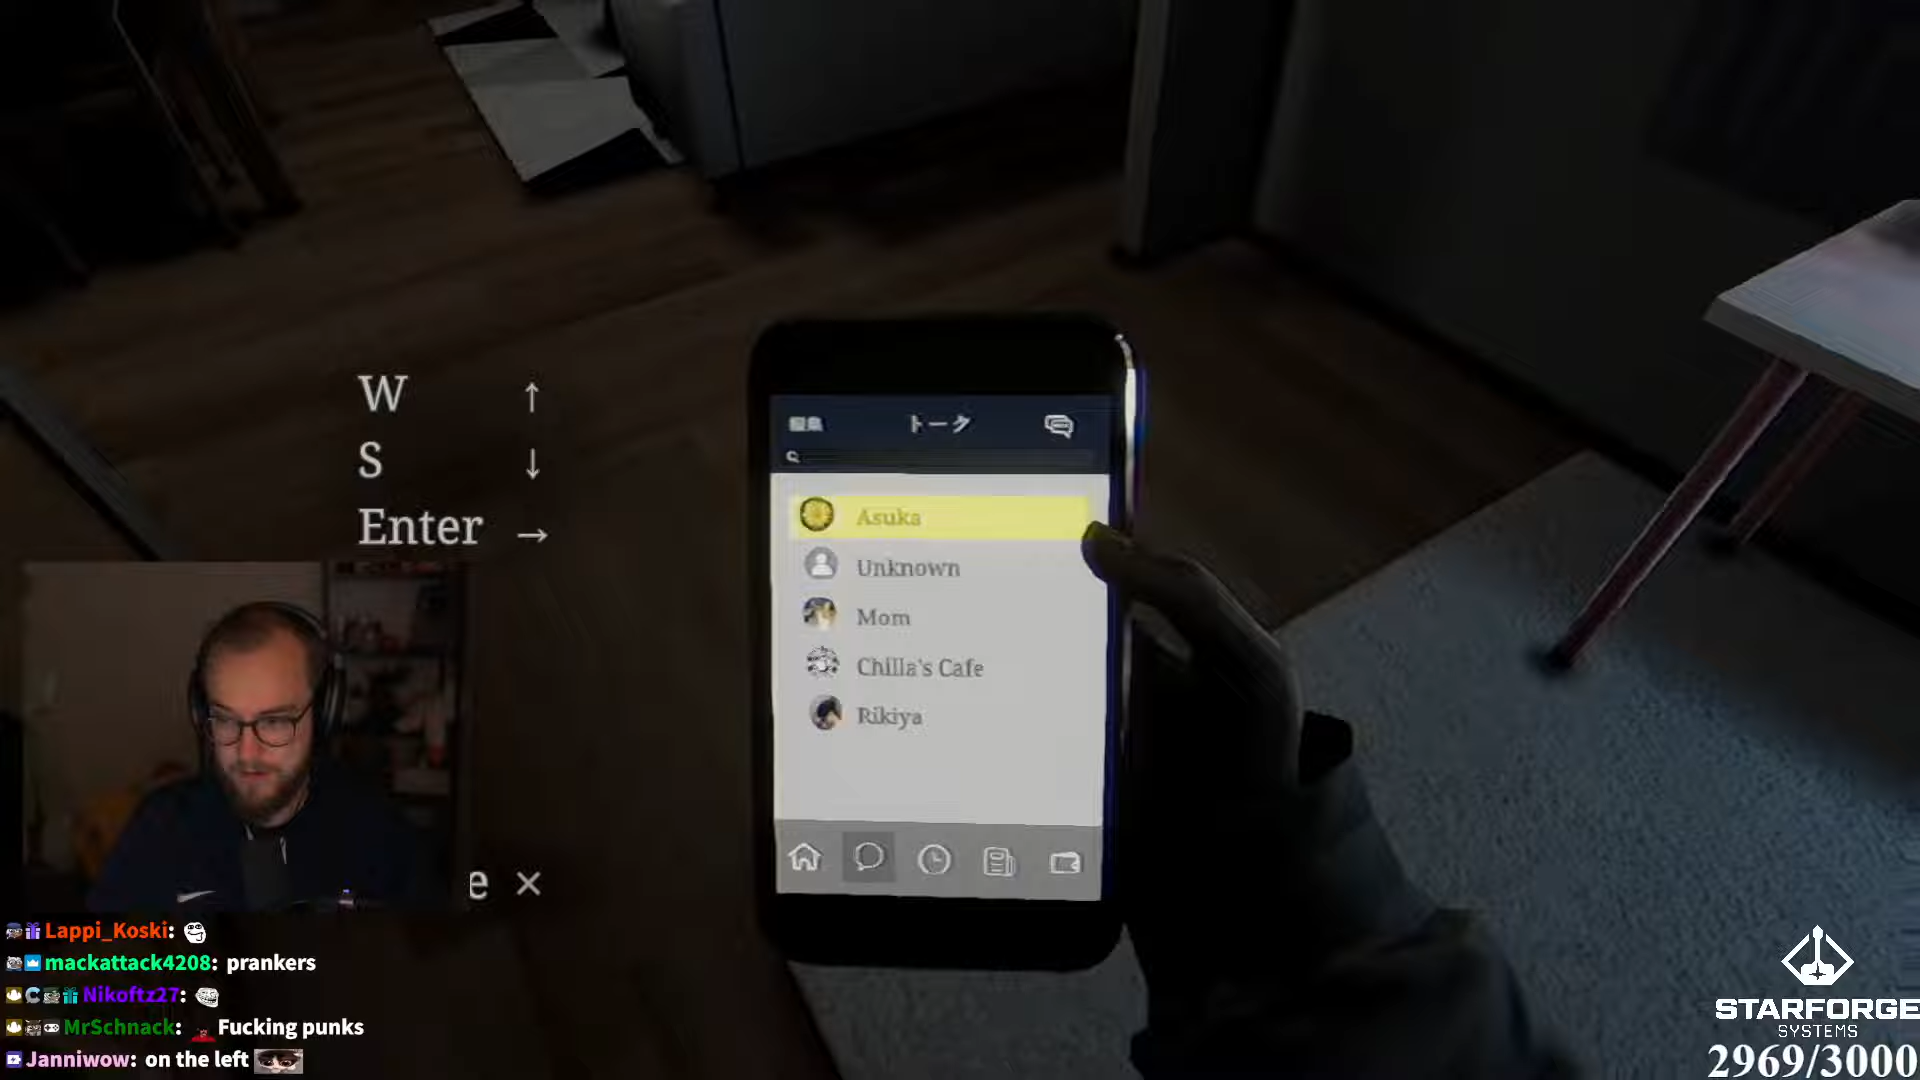 W ↑
S ↓
Enter →
e ×
トーク
Asuka
Unknown
Mom
Chilla's Cafe
Rikiya
Lappi_Koski:
mackattack4208: prankers
Nikoftz27:
MrSchnack: Fucking punks
Janniwow: on the left
STARFORGE
SYSTEMS
2969/3000